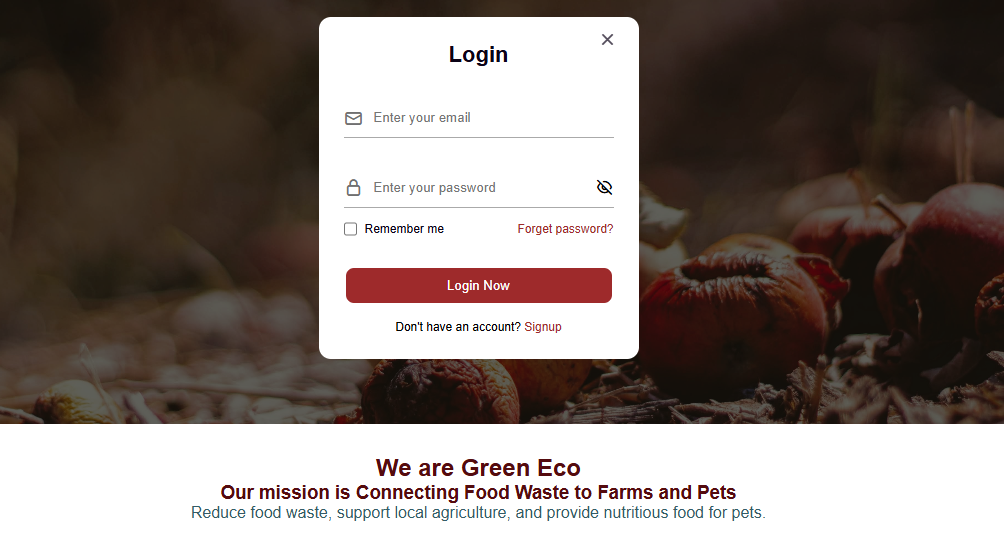 Login
Enter your email
Enter your password
Remember me Forget password?
Login Now
Don't have an account? Signup
We are Green Eco
Our mission is Connecting Food Waste to Farms and Pets
Reduce food waste, support local agriculture, and provide nutritious food for pets.